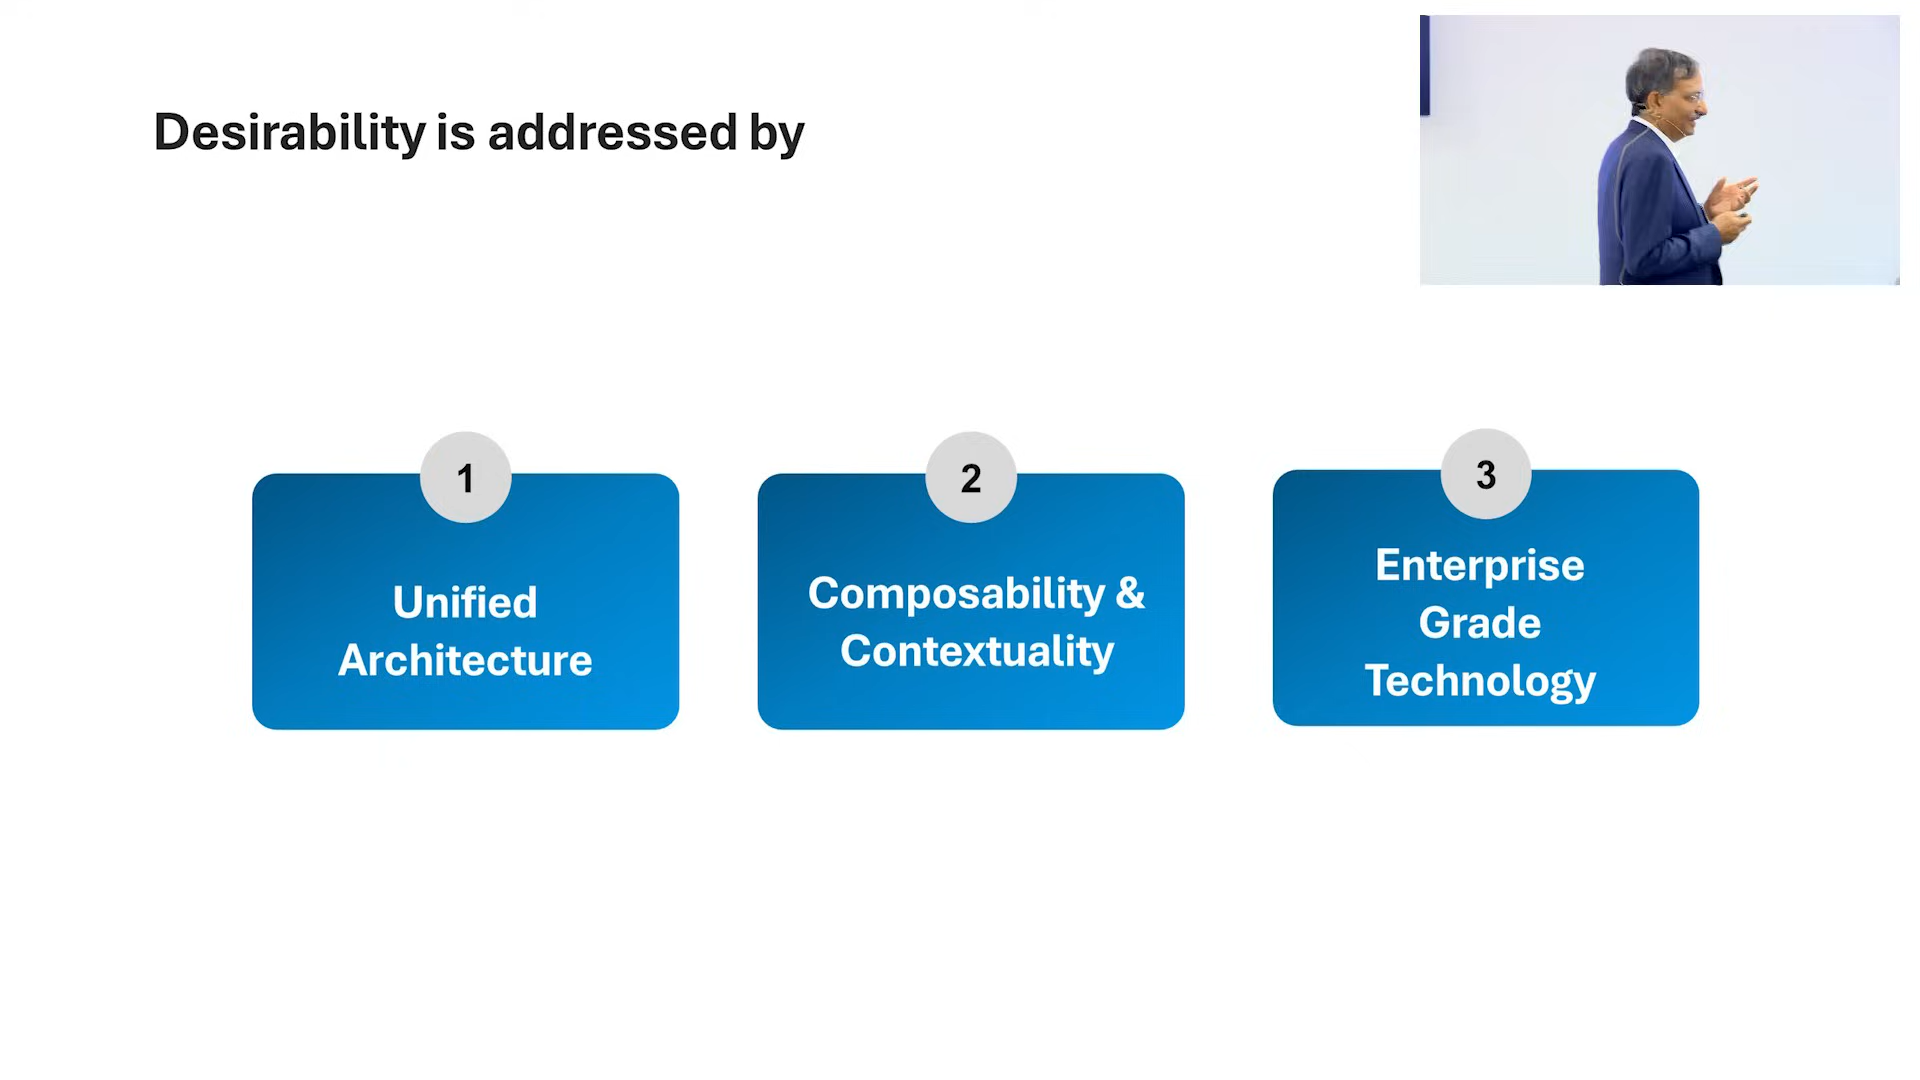 Desirability is addressed by
1
Unified
Architecture
2
Composability &
Contextuality
3
Enterprise
Grade
Technology